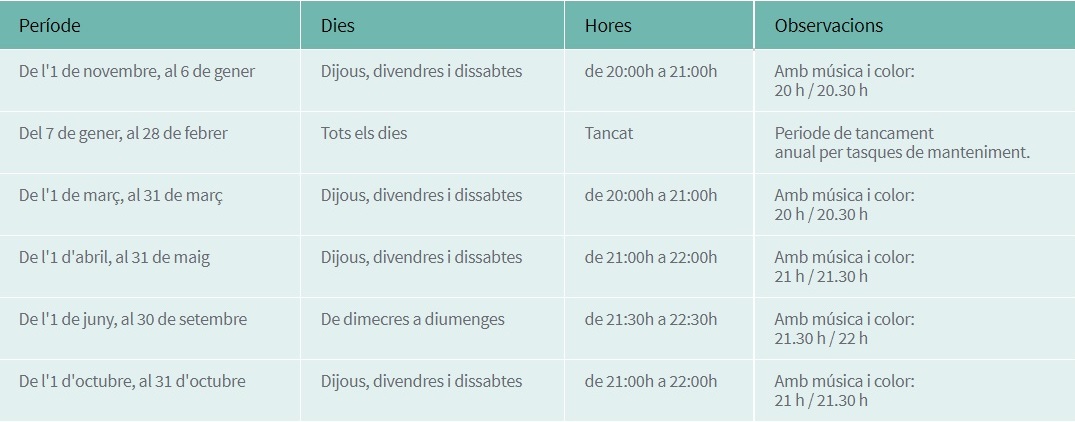 Període Dies Hores Observacions
De l'1 de novembre, al 6 de gener Dijous, divendres i dissabtes de 20:00h a 21:00h Amb música i color:
20 h / 20.30 h
Del 7 de gener, al 28 de febrer Tots els dies Tancat Periode de tancament
anual per tasques de manteniment.
De l'1 de març, al 31 de març Dijous, divendres i dissabtes de 20:00h a 21:00h Amb música i color:
20 h / 20.30 h
De l'1 d'abril, al 31 de maig Dijous, divendres i dissabtes de 21:00h a 22:00h Amb música i color:
21 h / 21.30 h
De l'1 de juny, al 30 de setembre De dimecres a diumenges de 21:30h a 22:30h Amb música i color:
21.30 h / 22 h
De l'1 d'octubre, al 31 d'octubre Dijous, divendres i dissabtes de 21:00h a 22:00h Amb música i color:
21 h / 21.30 h